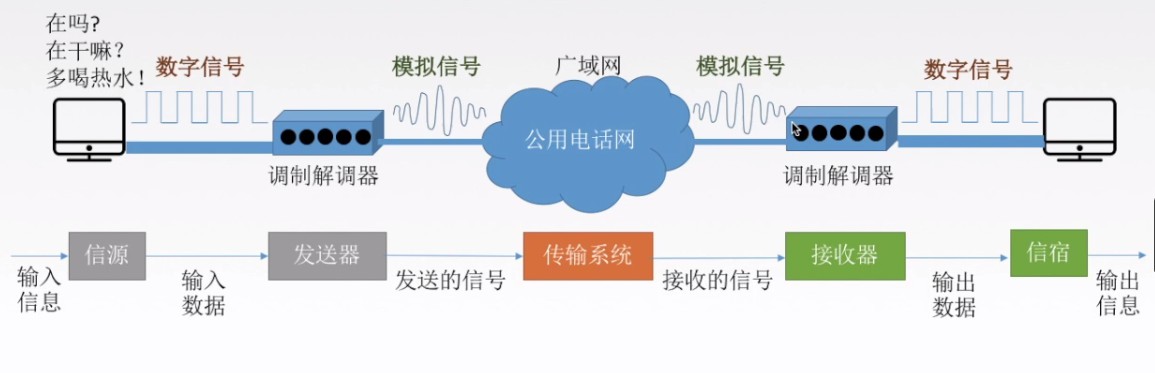 在吗?
在干嘛?
多喝热水!
数字信号
模拟信号
广域网
模拟信号
数字信号
公用电话网
调制解调器
调制解调器
信源
发送器
传输系统
接收器
信宿
输入
信息
输入
数据
发送的信号
接收的信号
输出
数据
输出
信息